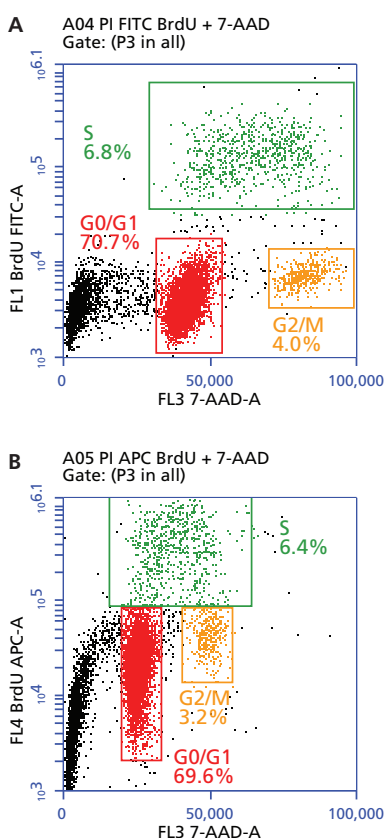 A
A04 PI FITC BrdU + 7-AAD
Gate: (P3 in all)
10^6.1
10^5
10^4
10^3
FL1 BrdU FITC-A
S
6.8%
G0/G1
70.7%
G2/M
4.0%
0
50,000
100,000
FL3 7-AAD-A
B
A05 PI APC BrdU + 7-AAD
Gate: (P3 in all)
10^6.1
10^5
10^4
10^3
FL4 BrdU APC-A
S
6.4%
G2/M
3.2%
G0/G1
69.6%
0
50,000
100,000
FL3 7-AAD-A